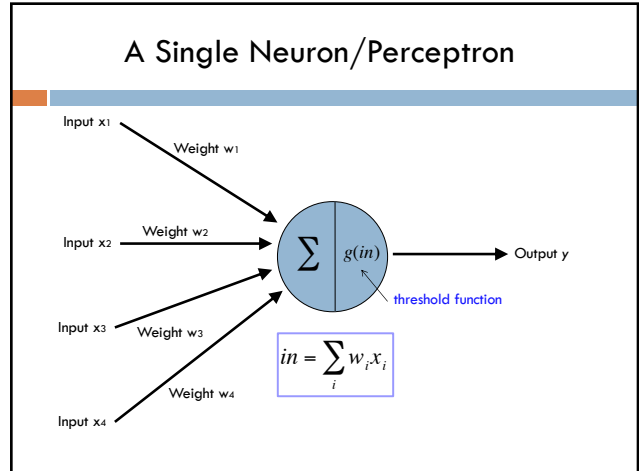 A Single Neuron/Perceptron
Input x₁
Weight w₁
Input x₂
Weight w₂
Σ
g(in)
Output y
threshold function
Input x₃
Weight w₃
in = ∑ᵢ wᵢxᵢ
Weight w₄
Input x₄